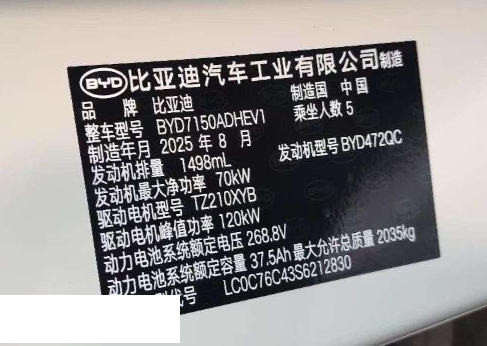 BYD 比亚迪汽车工业有限公司制造
品 牌 比亚迪 制造国 中 国
整车型号 BYD7150ADHEV1 乘坐人数 5
制造年月 2025 年 8 月
发动机排量 1498mL 发动机型号 BYD472QC
发动机最大净功率 70kW
驱动电机型号 TZ210XYB
驱动电机峰值功率 120kW
动力电池系统额定电压 268.8V
动力电池系统额定容量 37.5Ah 最大允许总质量 2035kg
代号 LC0C76C43S6212830